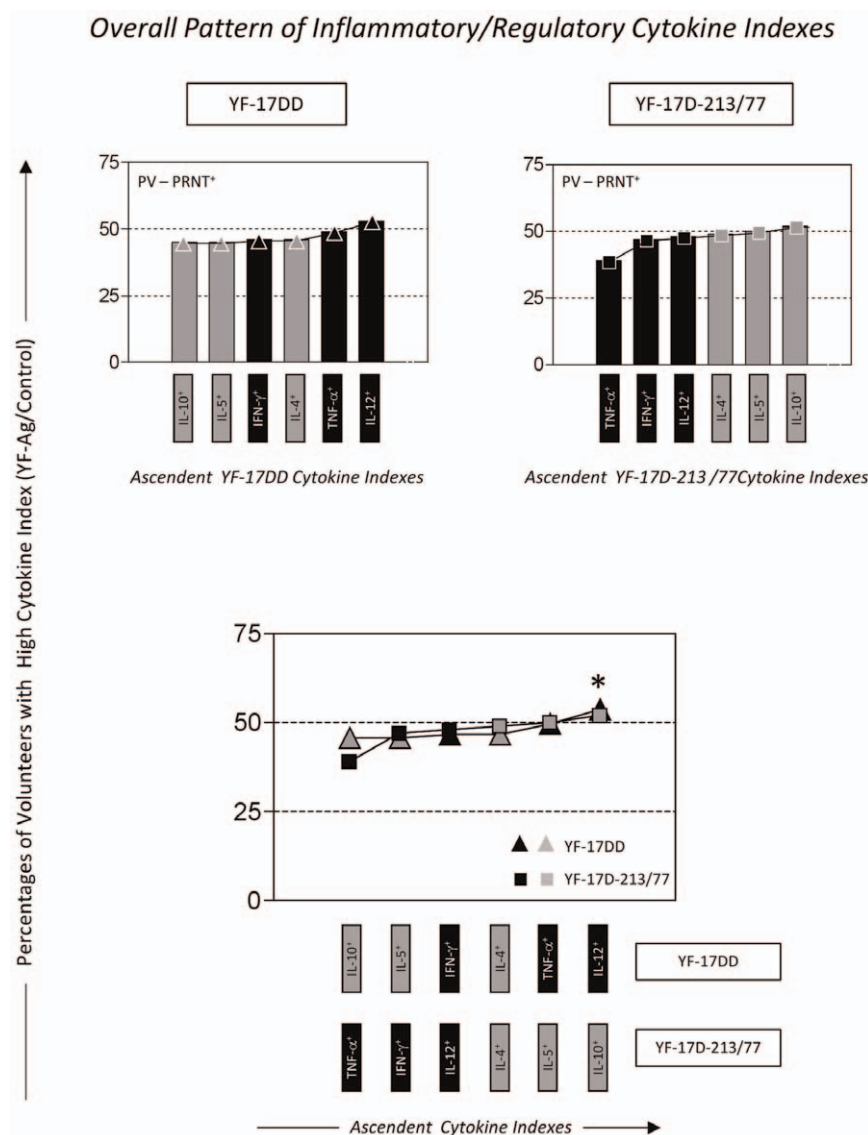 Overall Pattern of Inflammatory/Regulatory Cytokine Indexes
YF-17DD
YF-17D-213/77
Percentages of Volunteers with High Cytokine Index (YF-Ag/Control)
75
50
25
0
PV – PRNT⁺
IL-10⁺
IL-5⁺
IFN-γ⁺
IL-4⁺
TNF-α⁺
IL-12⁺
Ascendent YF-17DD Cytokine Indexes
75
50
25
0
PV – PRNT⁺
TNF-α⁺
IFN-γ⁺
IL-12⁺
IL-4⁺
IL-5⁺
IL-10⁺
Ascendent YF-17D-213 /77Cytokine Indexes
75
50
25
0
*
YF-17DD
YF-17D-213/77
IL-10⁺
IL-5⁺
IFN-γ⁺
IL-4⁺
TNF-α⁺
IL-12⁺
YF-17DD
TNF-α⁺
IFN-γ⁺
IL-12⁺
IL-4⁺
IL-5⁺
IL-10⁺
YF-17D-213/77
Ascendent Cytokine Indexes